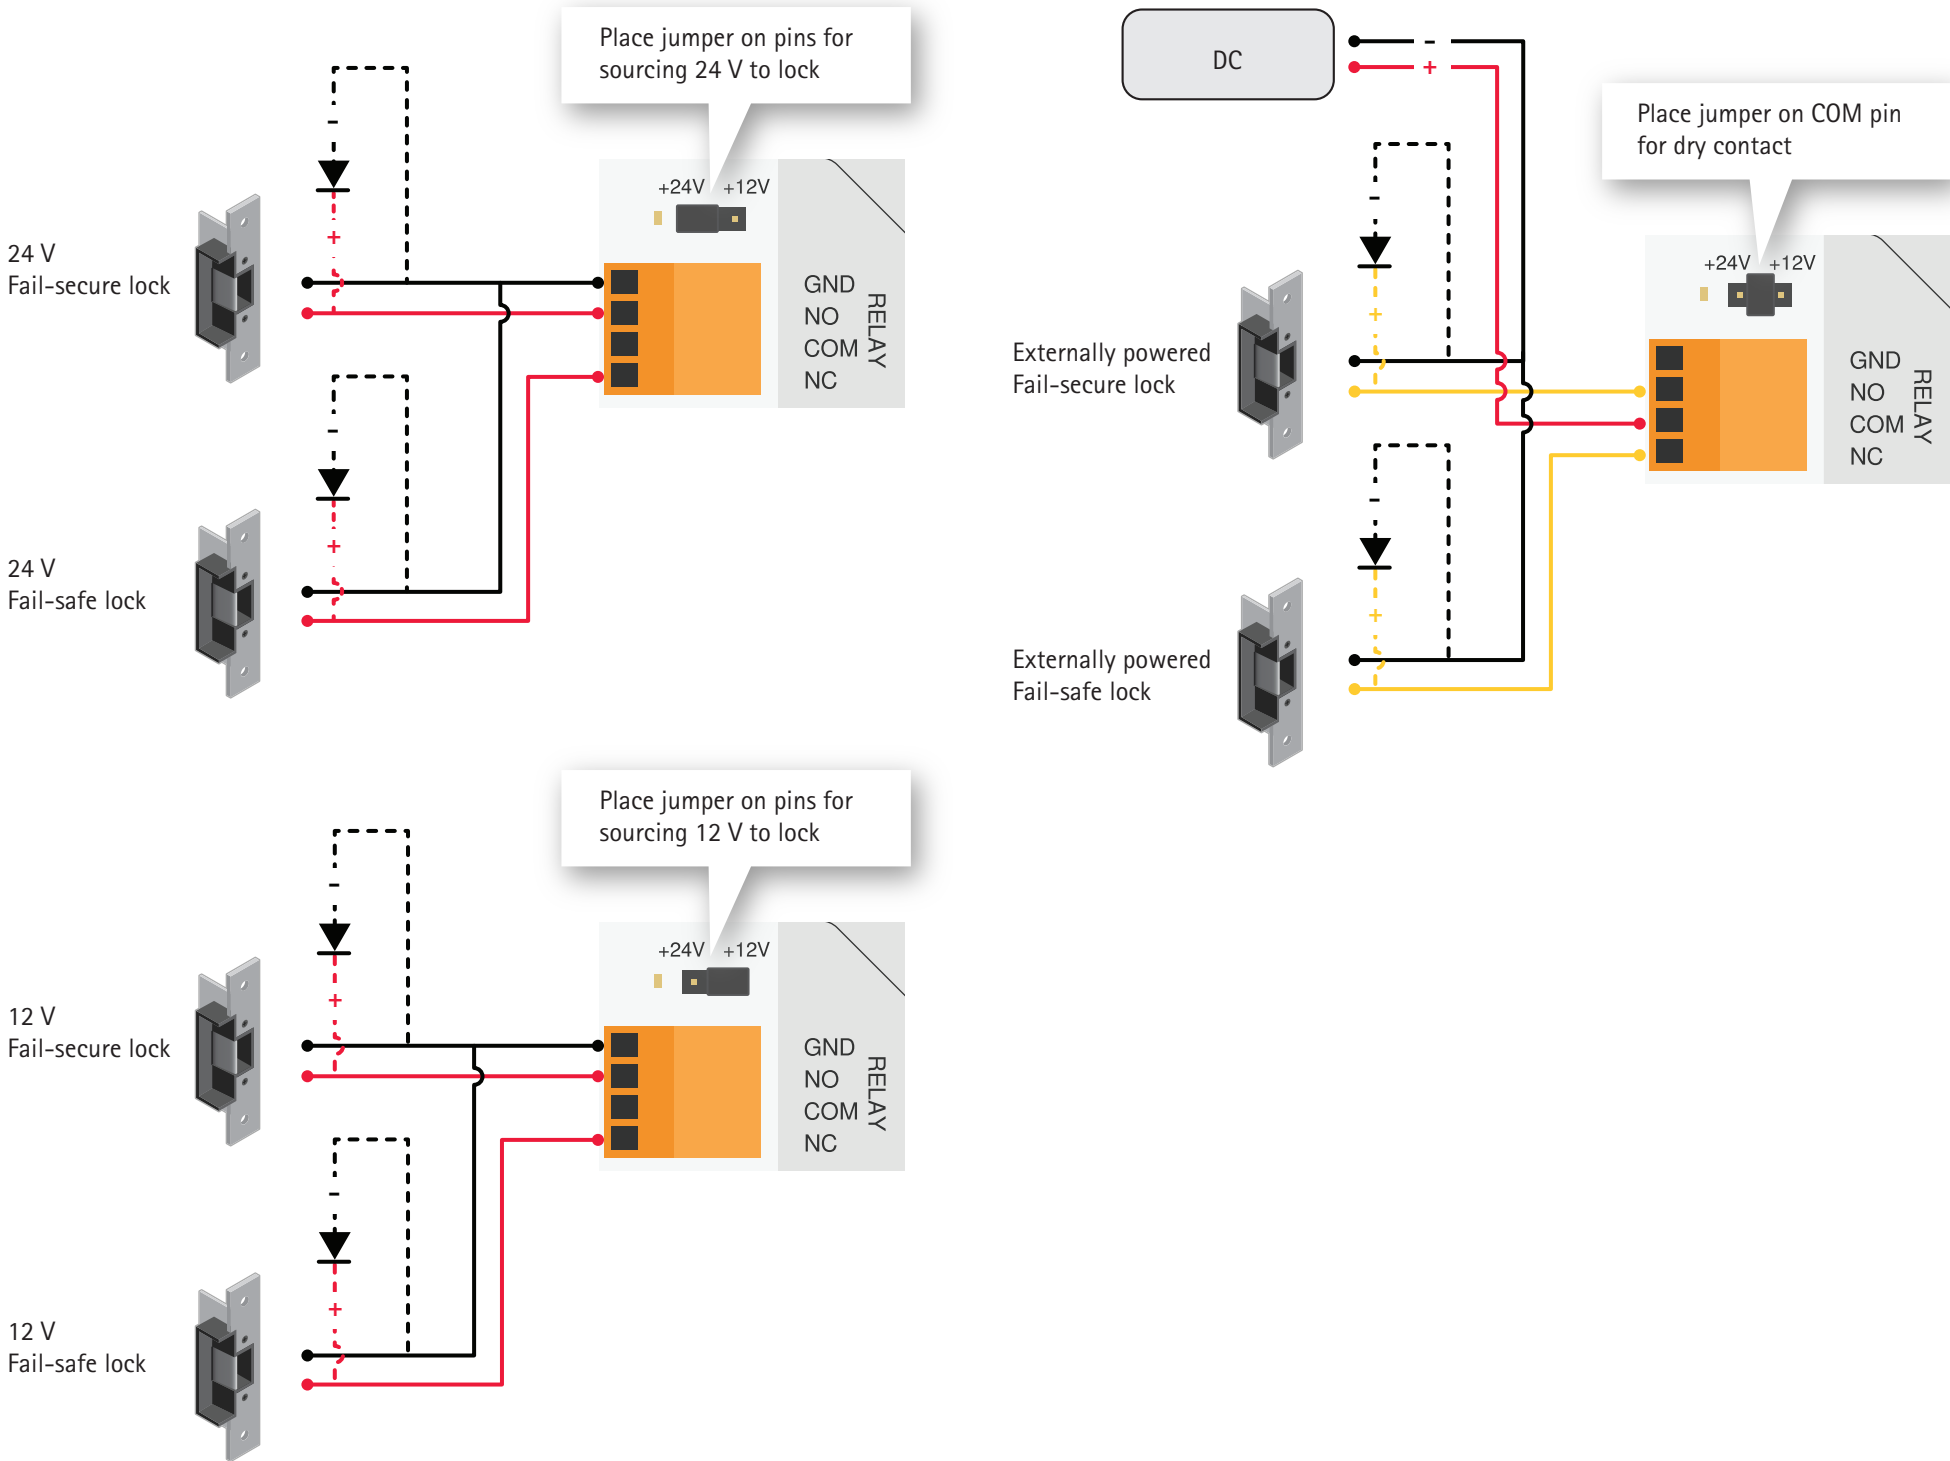 Place jumper on pins for
sourcing 24 V to lock
-
+
+24V +12V
24 V
Fail-secure lock
GND
NO
COM
NC
RELAY
-
+
24 V
Fail-safe lock
DC
-
+
Place jumper on COM pin
for dry contact
-
+
+24V +12V
Externally powered
Fail-secure lock
GND
NO
COM
NC
RELAY
-
+
Externally powered
Fail-safe lock
Place jumper on pins for
sourcing 12 V to lock
-
+
+24V +12V
12 V
Fail-secure lock
GND
NO
COM
NC
RELAY
-
+
12 V
Fail-safe lock